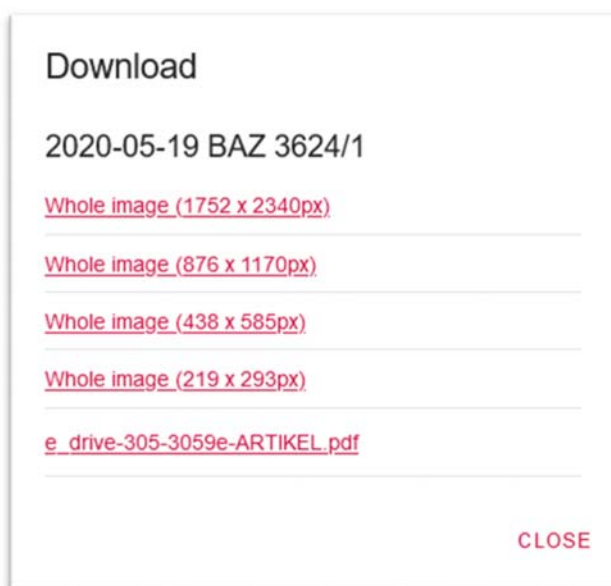 Download
2020-05-19 BAZ 3624/1
Whole image (1752 x 2340px)
Whole image (876 x 1170px)
Whole image (438 x 585px)
Whole image (219 x 293px)
e_drive-305-3059e-ARTIKEL.pdf
CLOSE